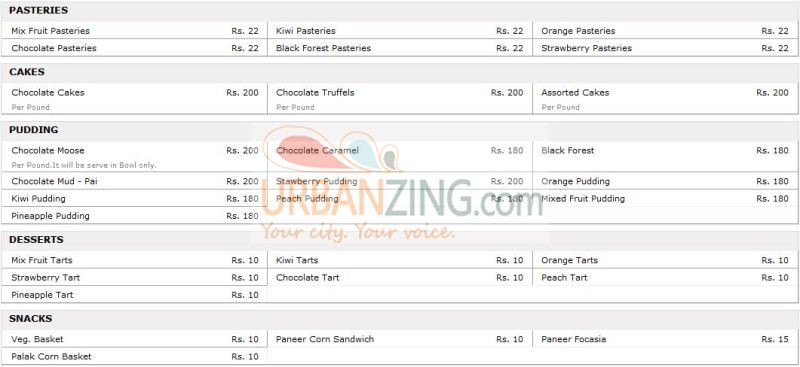 PASTERIES
Mix Fruit Pasteries Rs. 22 Kiwi Pasteries Rs. 22 Orange Pasteries Rs. 22
Chocolate Pasteries Rs. 22 Black Forest Pasteries Rs. 22 Strawberry Pasteries Rs. 22
CAKES
Chocolate Cakes Rs. 200 Chocolate Truffels Rs. 200 Assorted Cakes Rs. 200
Per Pound Per Pound Per Pound
PUDDING
Chocolate Moose Rs. 200 Chocolate Caramel Rs. 180 Black Forest Rs. 180
Per Pound.It will be serve in Bowl only.
Chocolate Mud - Pai Rs. 200 Stawberry Pudding Rs. 200 Orange Pudding Rs. 180
Kiwi Pudding Rs. 180 Peach Pudding Rs. 180 Mixed Fruit Pudding Rs. 180
Pineapple Pudding Rs. 180
URBANZING.com
Your city. Your voice.
DESSERTS
Mix Fruit Tarts Rs. 10 Kiwi Tarts Rs. 10 Orange Tarts Rs. 10
Strawberry Tart Rs. 10 Chocolate Tart Rs. 10 Peach Tart Rs. 10
Pineapple Tart Rs. 10
SNACKS
Veg. Basket Rs. 10 Paneer Corn Sandwich Rs. 10 Paneer Focasia Rs. 15
Palak Corn Basket Rs. 10